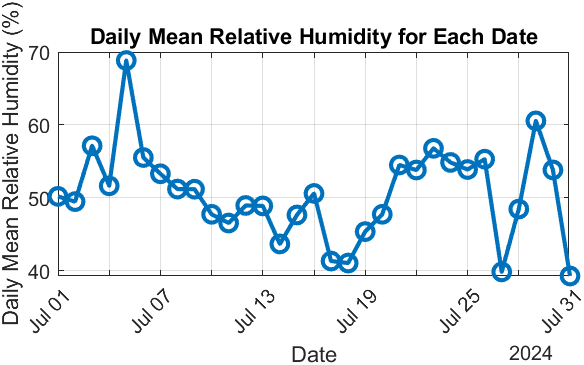 Daily Mean Relative Humidity for Each Date
Daily Mean Relative Humidity (%)
70
60
50
40
Jul 01
Jul 07
Jul 13
Jul 19
Jul 25
Jul 31
Date
2024